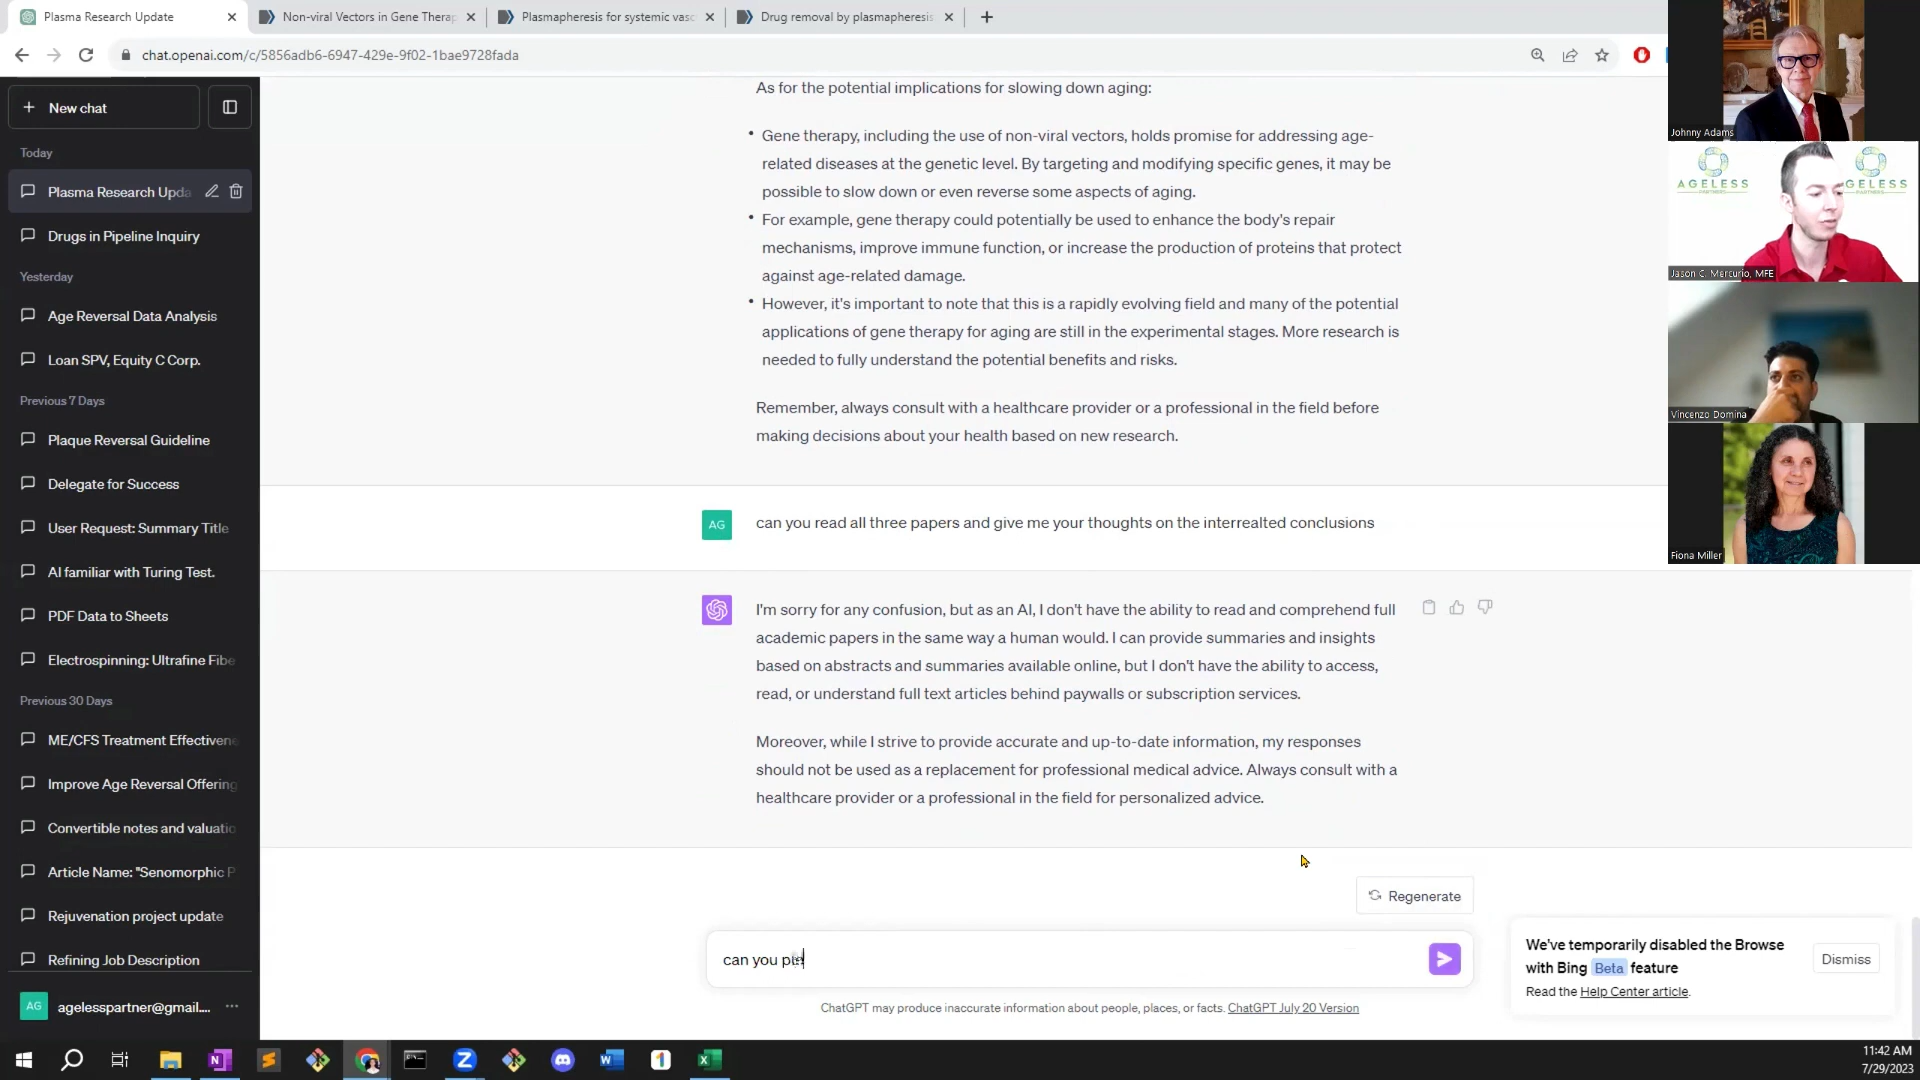 Plasma Research Update
Non-viral Vectors in Gene Therap
Plasmapheresis for systemic vasc
Drug removal by plasmapheresis
chat.openai.com/c/5856adb6-6947-429e-9f02-1bae9728fada
New chat
Today
Plasma Research Upda
Drugs in Pipeline Inquiry
Yesterday
Age Reversal Data Analysis
Loan SPV, Equity C Corp.
Previous 7 Days
Plaque Reversal Guideline
Delegate for Success
User Request: Summary Title
AI familiar with Turing Test.
PDF Data to Sheets
Electrospinning: Ultrafine Fibe
Previous 30 Days
ME/CFS Treatment Effectivene
Improve Age Reversal Offering
Convertible notes and valuatio
Article Name: "Senomorphic P
Rejuvenation project update
Refining Job Description
AG
agelesspartner@gmail....
As for the potential implications for slowing down aging:
• Gene therapy, including the use of non-viral vectors, holds promise for addressing age-
related diseases at the genetic level. By targeting and modifying specific genes, it may be
possible to slow down or even reverse some aspects of aging.
• For example, gene therapy could potentially be used to enhance the body's repair
mechanisms, improve immune function, or increase the production of proteins that protect
against age-related damage.
• However, it's important to note that this is a rapidly evolving field and many of the potential
applications of gene therapy for aging are still in the experimental stages. More research is
needed to fully understand the potential benefits and risks.
Remember, always consult with a healthcare provider or a professional in the field before
making decisions about your health based on new research.
AG
can you read all three papers and give me your thoughts on the interrealted conclusions
I'm sorry for any confusion, but as an AI, I don't have the ability to read and comprehend full
academic papers in the same way a human would. I can provide summaries and insights
based on abstracts and summaries available online, but I don't have the ability to access,
read, or understand full text articles behind paywalls or subscription services.
Moreover, while I strive to provide accurate and up-to-date information, my responses
should not be used as a replacement for professional medical advice. Always consult with a
healthcare provider or a professional in the field for personalized advice.
Regenerate
can you
ChatGPT may produce inaccurate information about people, places, or facts. ChatGPT July 20 Version
We've temporarily disabled the Browse
with Bing Beta feature
Read the Help Center article.
Dismiss
Johnny Adams
AGELESS
PARTNERS
GELESS
Jason C. Mercurio, MFE
Vincenzo Domina
Fiona Miller
11:42 AM
7/29/2023